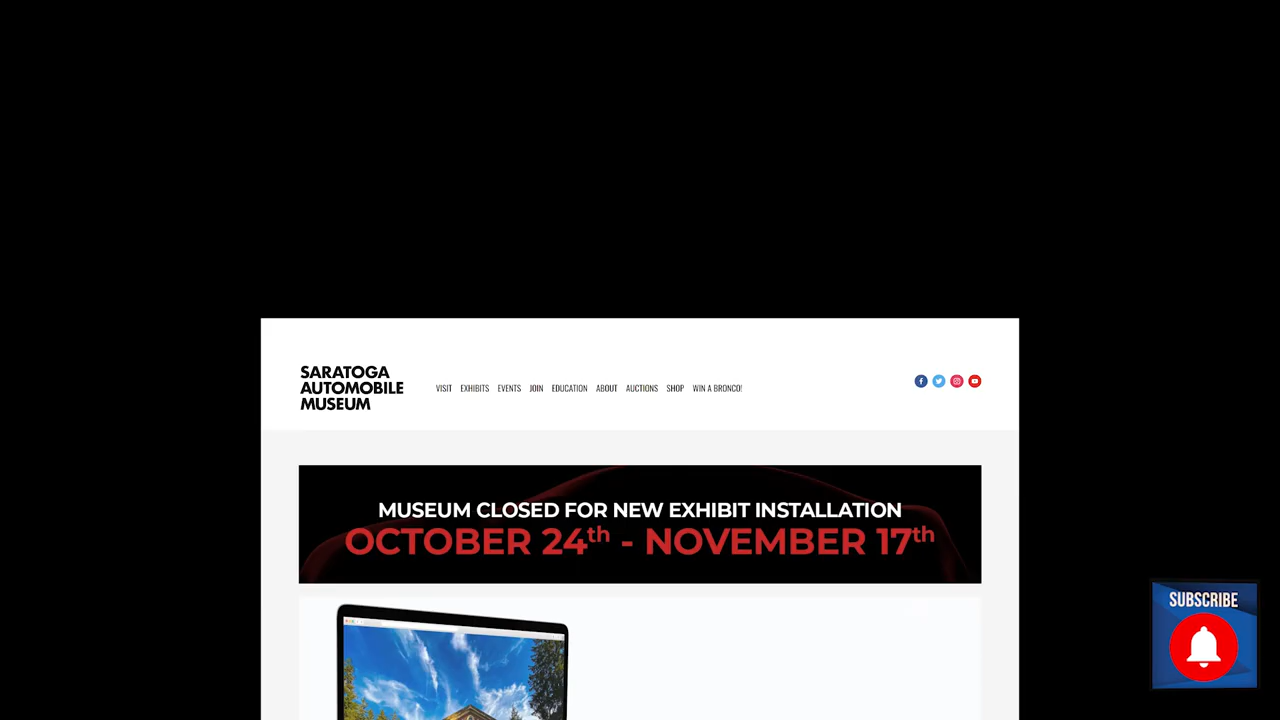 SARATOGA
AUTOMOBILE
MUSEUM
VISIT EXHIBITS EVENTS JOIN EDUCATION ABOUT AUCTIONS SHOP WIN A BRONCO!
MUSEUM CLOSED FOR NEW EXHIBIT INSTALLATION
OCTOBER 24th - NOVEMBER 17th
SUBSCRIBE